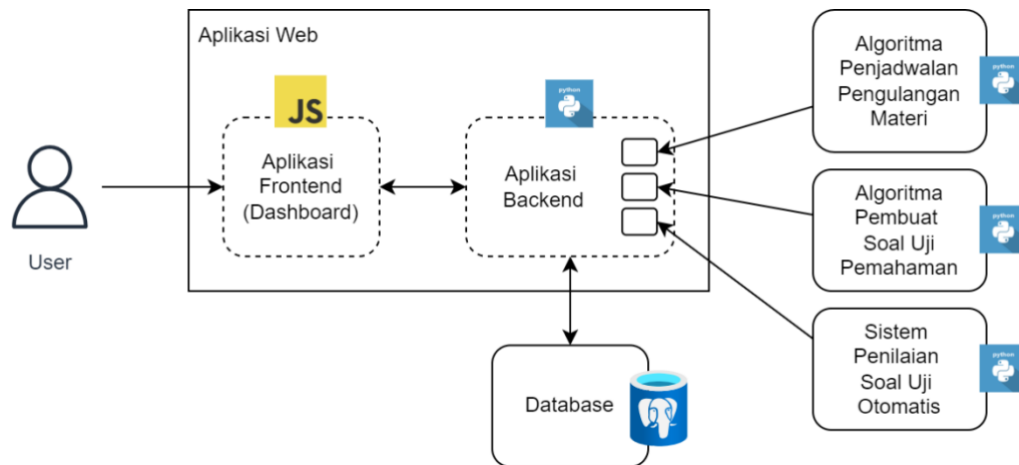 Aplikasi Web
JS
Aplikasi
Frontend
(Dashboard)
User
python
Aplikasi
Backend
Database
Algoritma
Penjadwalan
Pengulangan
Materi
python
Algoritma
Pembuat
Soal Uji
Pemahaman
python
Sistem
Penilaian
Soal Uji
Otomatis
python